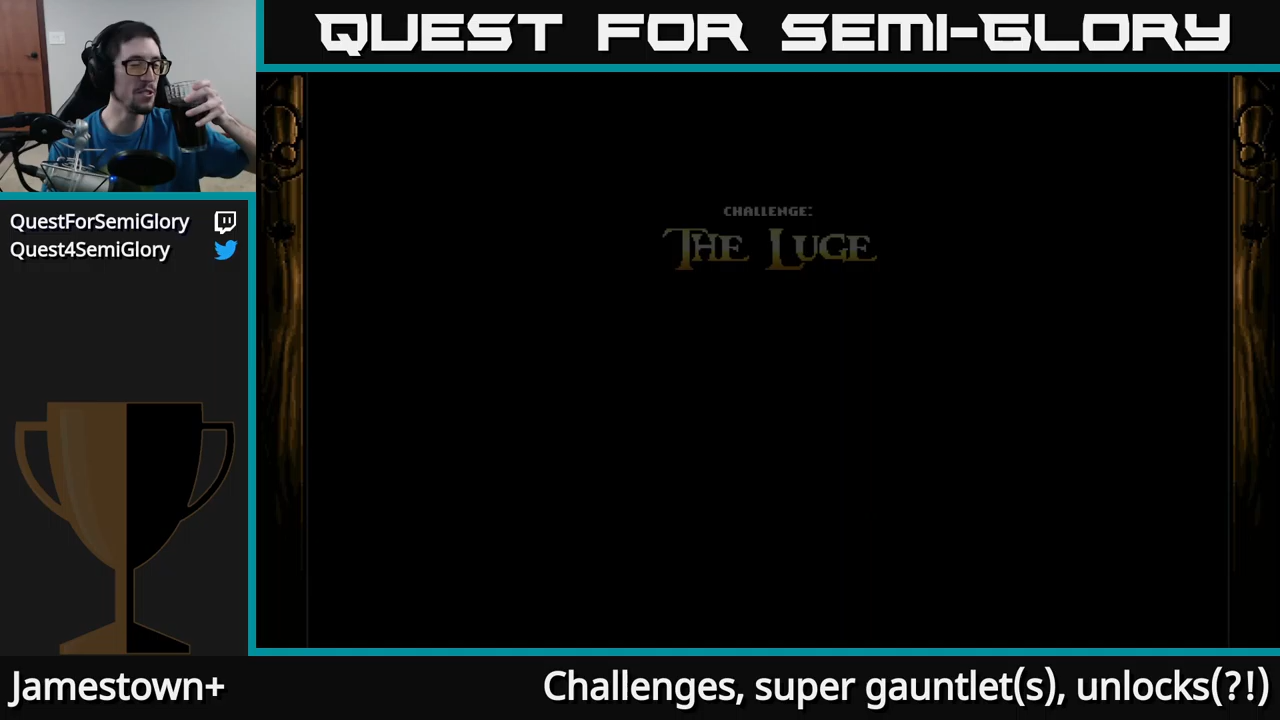 QUEST FOR SEMI-GLORY
QuestForSemiGlory
Quest4SemiGlory
CHALLENGE:
THE LUGE
Jamestown+
Challenges, super gauntlet(s), unlocks(?!)